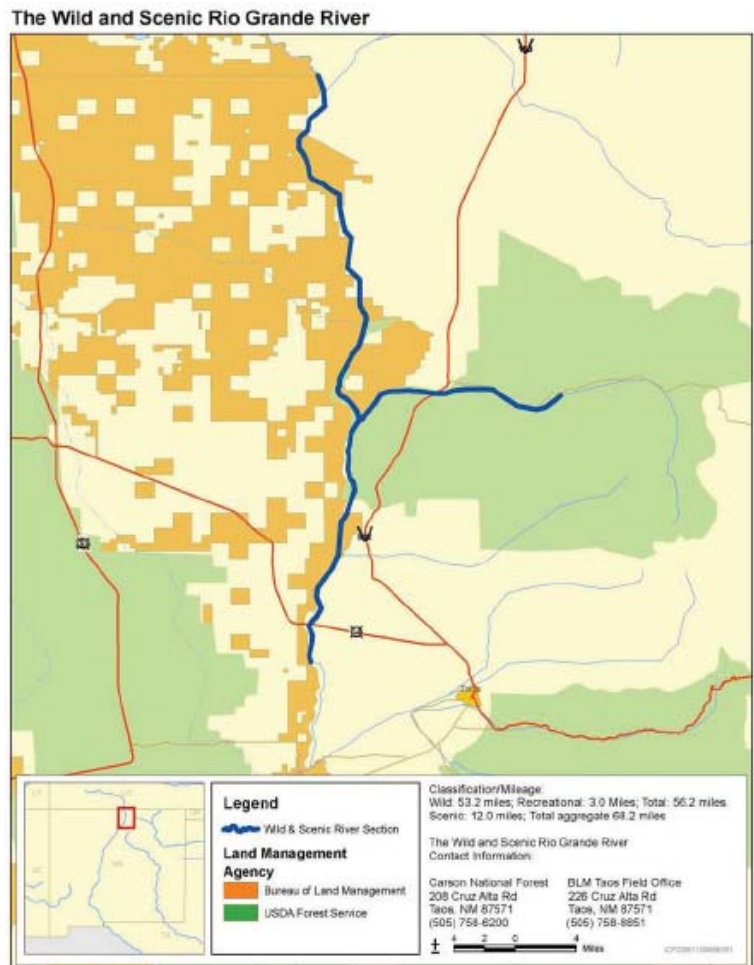 The Wild and Scenic Rio Grande River
Taos
Legend
Wild & Scenic River Section
Land Management
Agency
Bureau of Land Management
USDA Forest Service
Classification/Mileage:
Wild: 53.2 miles; Recreational: 3.0 Miles; Total: 56.2 miles
Scenic: 12.0 miles; Total aggregate 68.2 miles
The Wild and Scenic Rio Grande River
Contact Information:
Carson National Forest
208 Cruz Alta Rd
Taos, NM 87571
(505) 758-6200
BLM Taos Field Office
226 Cruz Alta Rd
Taos, NM 87571
(505) 758-8851
4 2 0 4
Miles